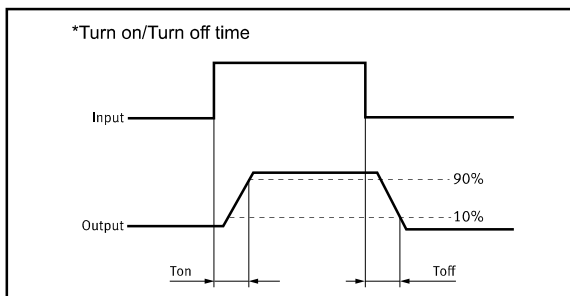 *Turn on/Turn off time
Input
90%
10%
Output
Ton
Toff